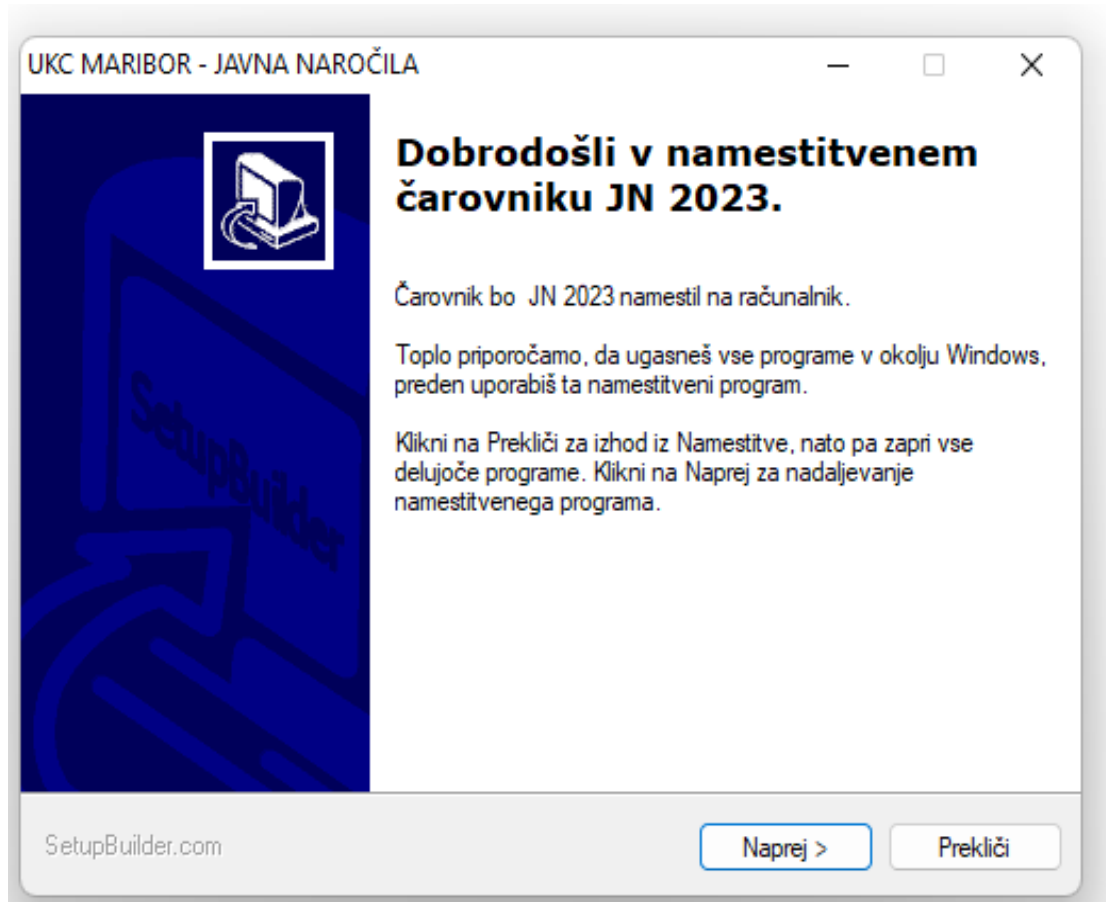 UKC MARIBOR - JAVNA NAROČILA
Dobrodošli v namestitvenem
čarovniku JN 2023.
Čarovnik bo JN 2023 namestil na računalnik.
Toplo priporočamo, da ugasneš vse programe v okolju Windows,
preden uporabiš ta namestitveni program.
Klikni na Prekliči za izhod iz Namestitve, nato pa zapri vse
delujoče programe. Klikni na Naprej za nadaljevanje
namestitvenega programa.
SetupBuilder
SetupBuilder.com
Naprej >
Prekliči